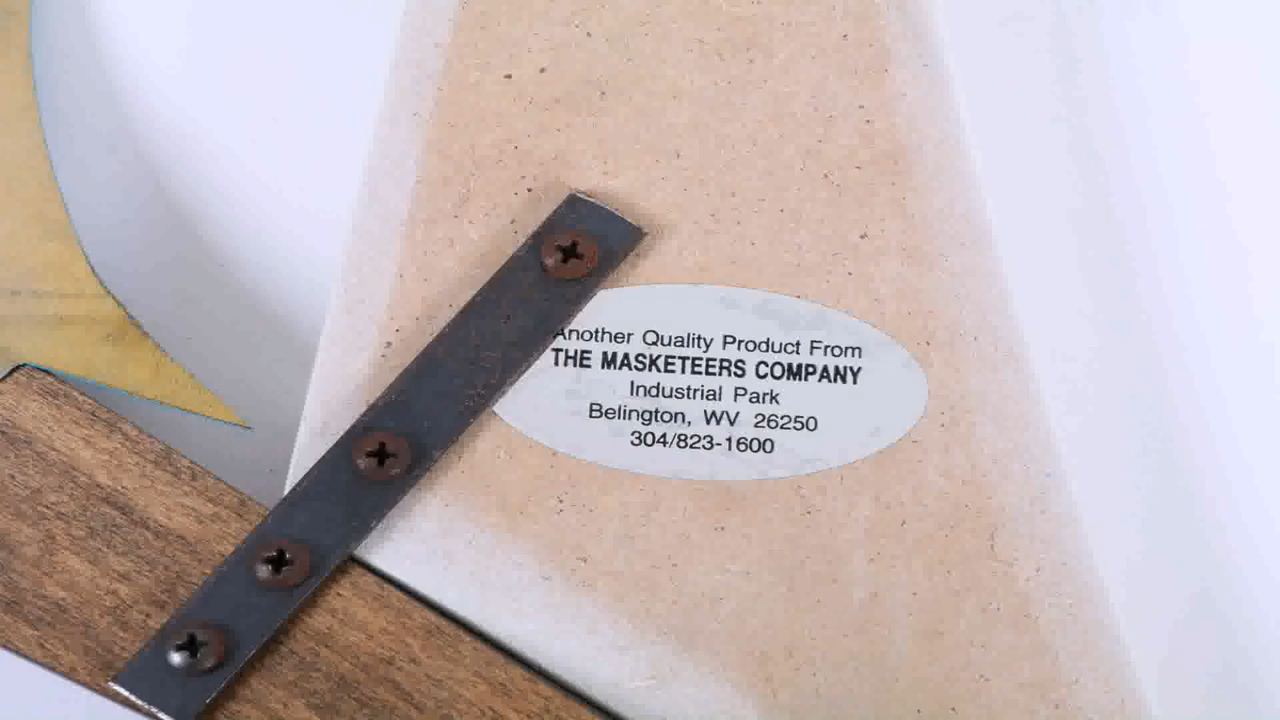 Another Quality Product From
THE MASKETEERS COMPANY
Industrial Park
Belington, WV 26250
304/823-1600